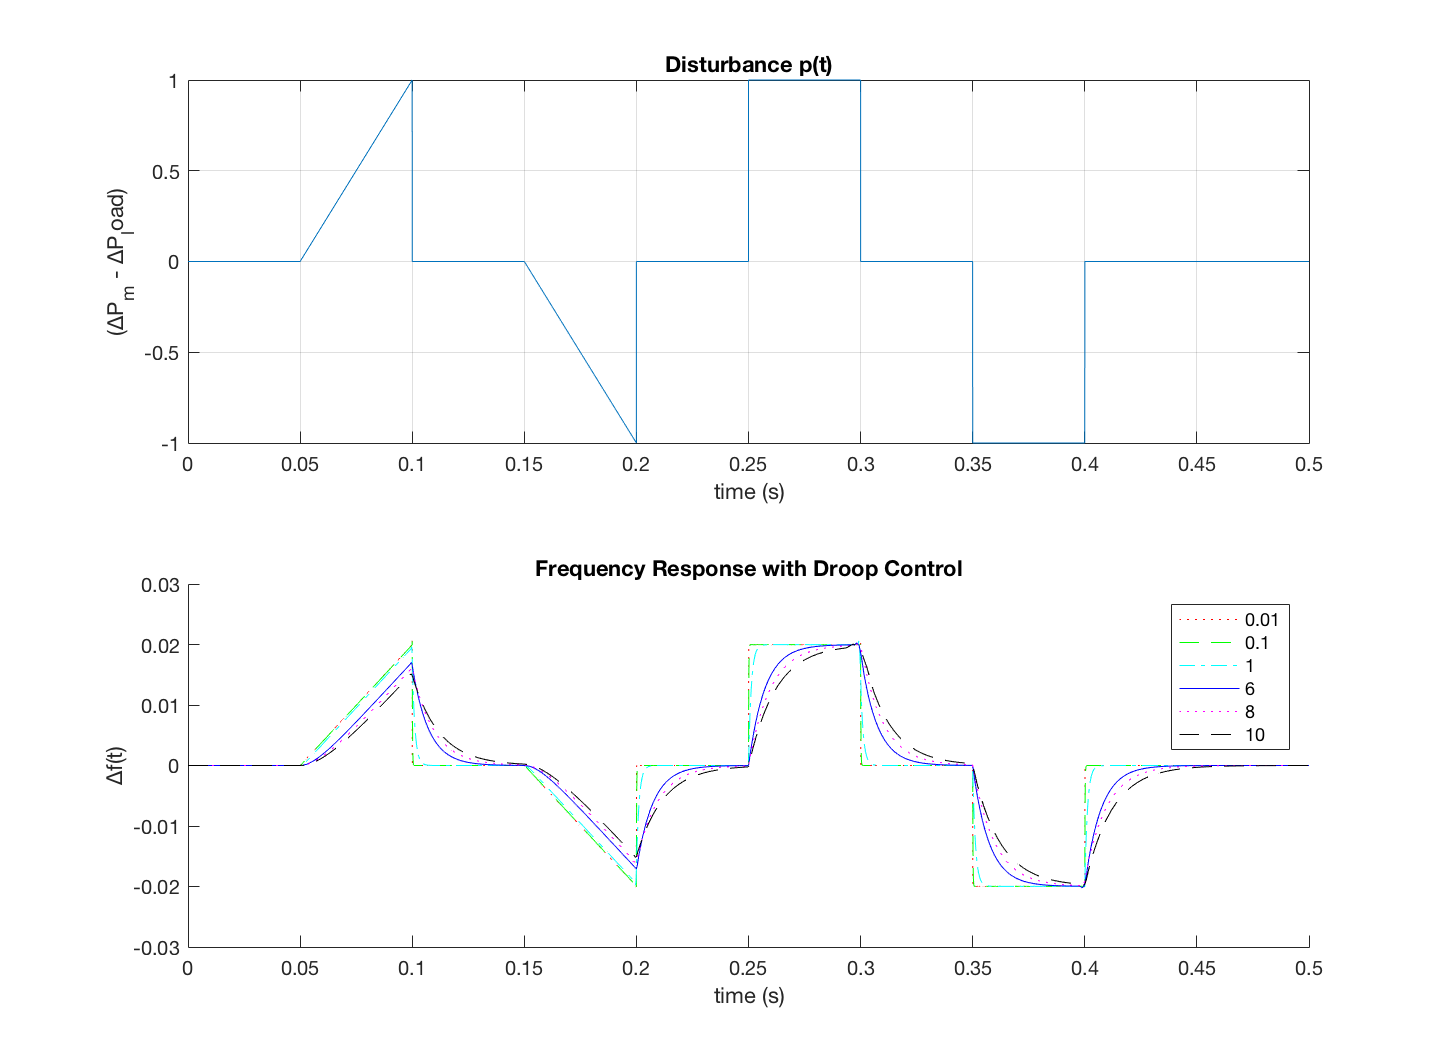 Disturbance p(t)
1
0.5
0
-0.5
-1
(ΔP_m - ΔP_load)
0 0.05 0.1 0.15 0.2 0.25 0.3 0.35 0.4 0.45 0.5
time (s)
Frequency Response with Droop Control
0.03
0.02
0.01
0
-0.01
-0.02
-0.03
Δf(t)
0.01
0.1
1
6
8
10
0 0.05 0.1 0.15 0.2 0.25 0.3 0.35 0.4 0.45 0.5
time (s)